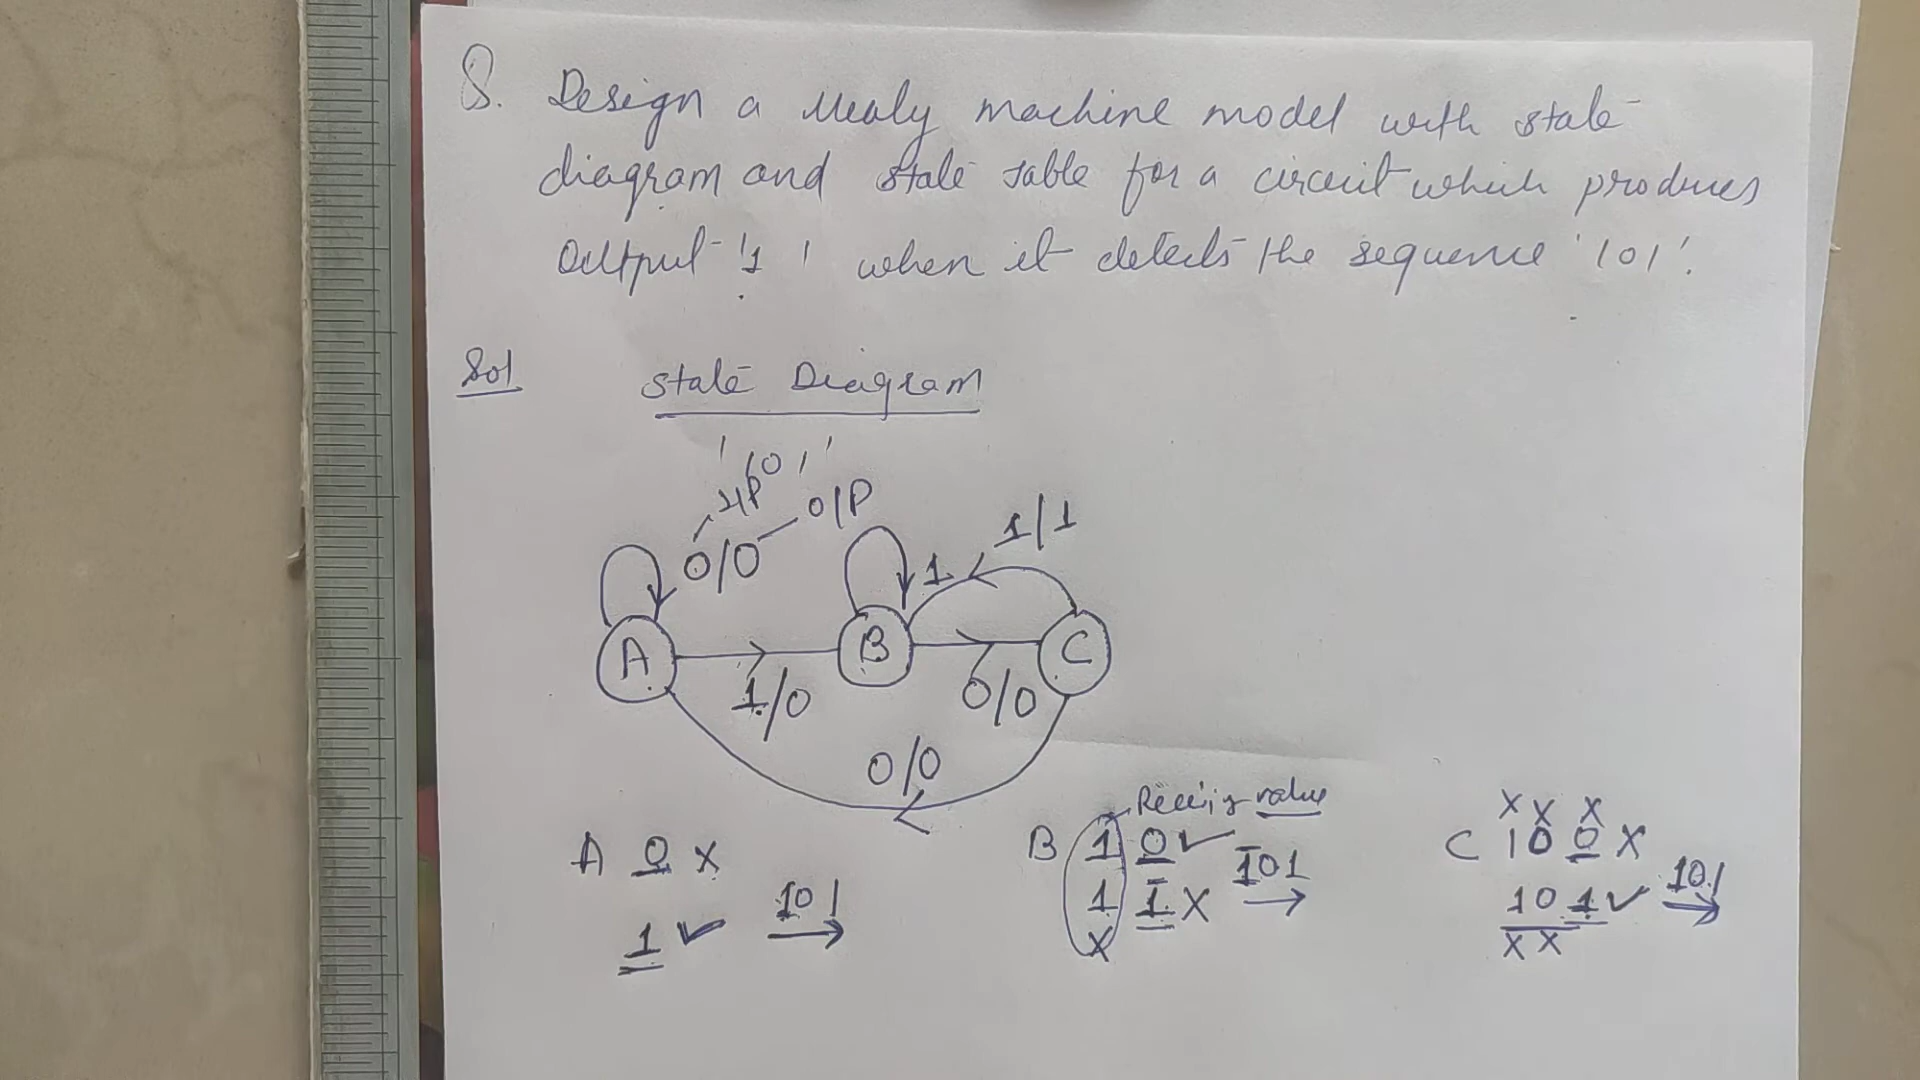 Q. Design a Mealy machine model with state
diagram and state table for a circuit which produces
Output '1' when it detects the sequence '101'.
Sol State Diagram
'101'
I/P O/P
0/0 1 1/1
A B C
1/0 0/0
0/0
A 0 X
1 ✓ 101 →
B value
1 0 ✓
1 1 X 101 →
X
C X X X
1 0 0 X
1 0 1 ✓ 101 →
X X